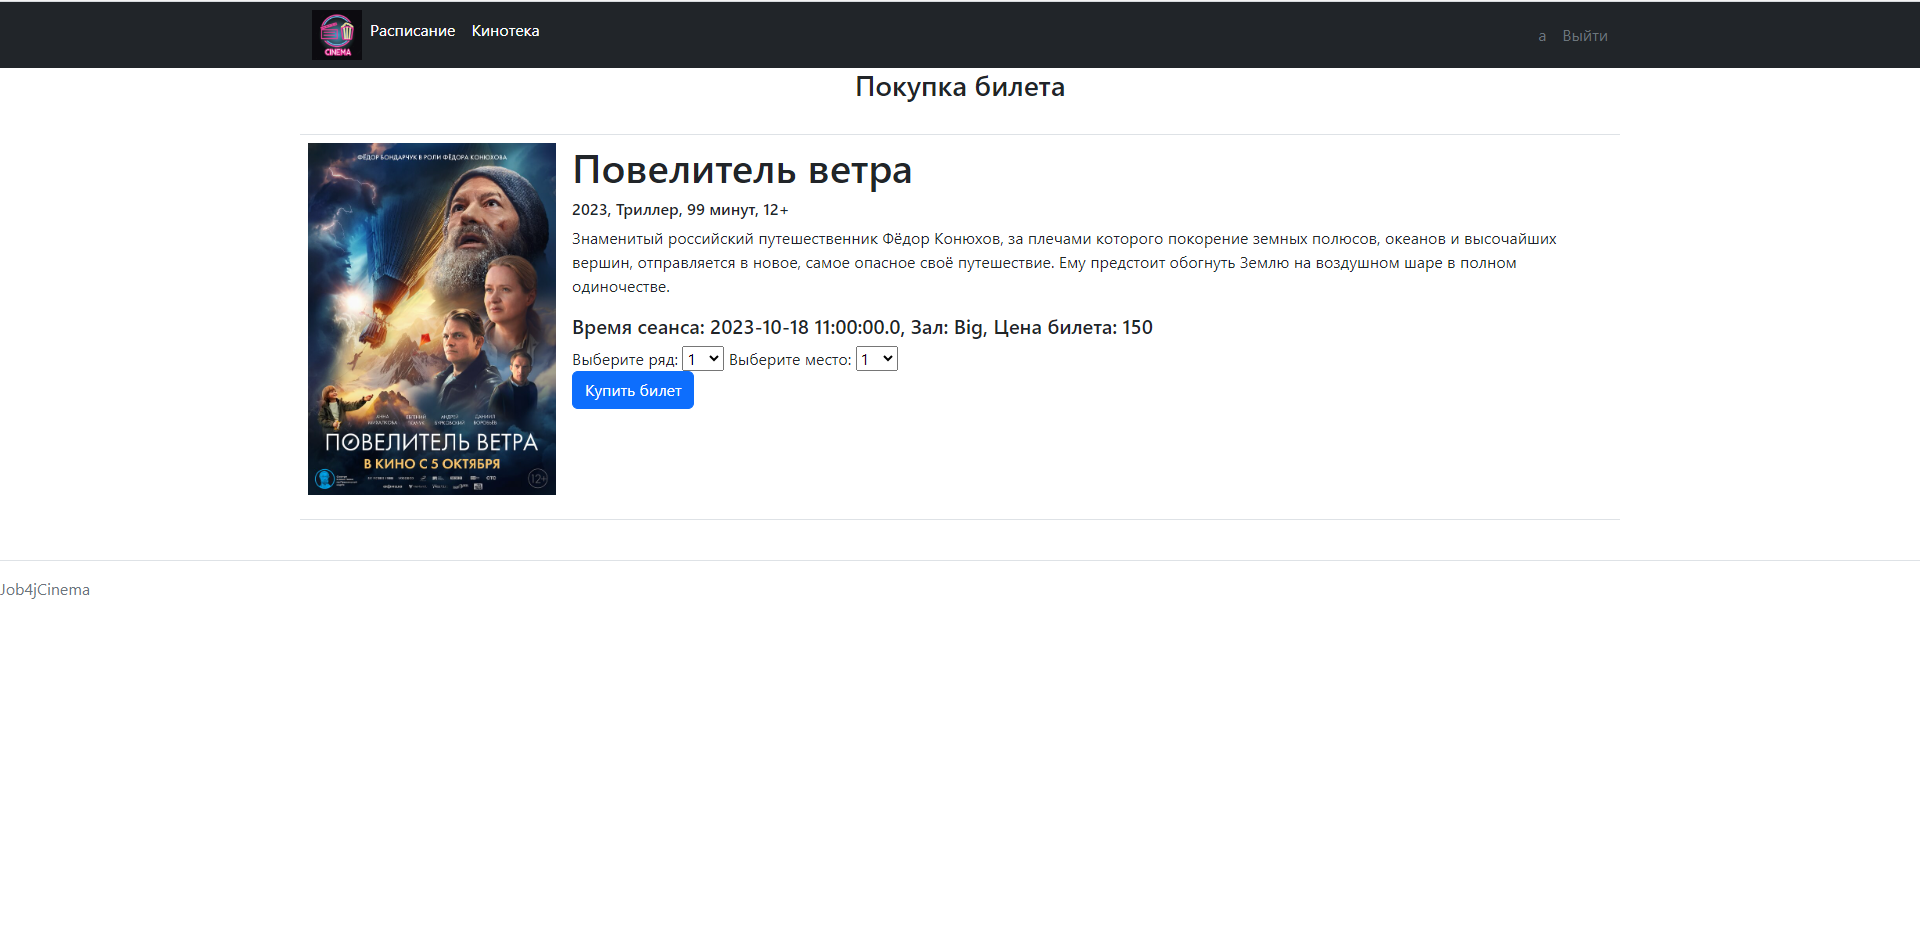 CINEMA
Расписание Кинотека
a Выйти
Покупка билета
ФЁДОР БОНДАРЧУК В РОЛИ ФЁДОРА КОНЮХОВА
ПОВЕЛИТЕЛЬ ВЕТРА
В КИНО С 5 ОКТЯБРЯ
12+
Повелитель ветра
2023, Триллер, 99 минут, 12+
Знаменитый российский путешественник Фёдор Конюхов, за плечами которого покорение земных полюсов, океанов и высочайших
вершин, отправляется в новое, самое опасное своё путешествие. Ему предстоит обогнуть Землю на воздушном шаре в полном
одиночестве.
Время сеанса: 2023-10-18 11:00:00.0, Зал: Big, Цена билета: 150
Выберите ряд: 1 Выберите место: 1
Купить билет
Job4jCinema